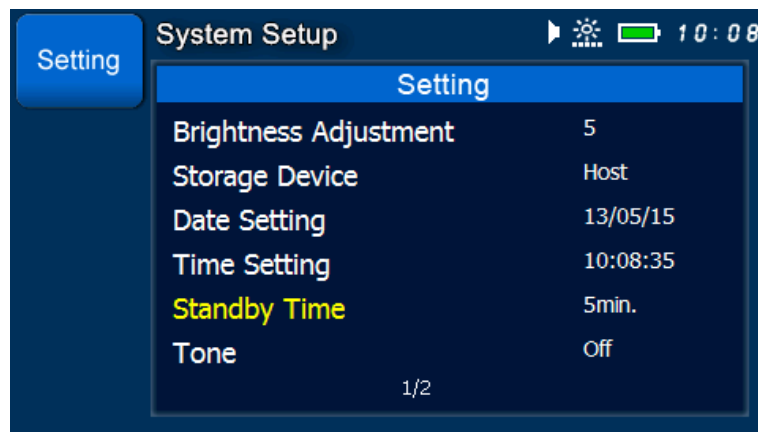 Setting
System Setup 10:08
Setting
Brightness Adjustment 5
Storage Device Host
Date Setting 13/05/15
Time Setting 10:08:35
Standby Time 5min.
Tone Off
1/2